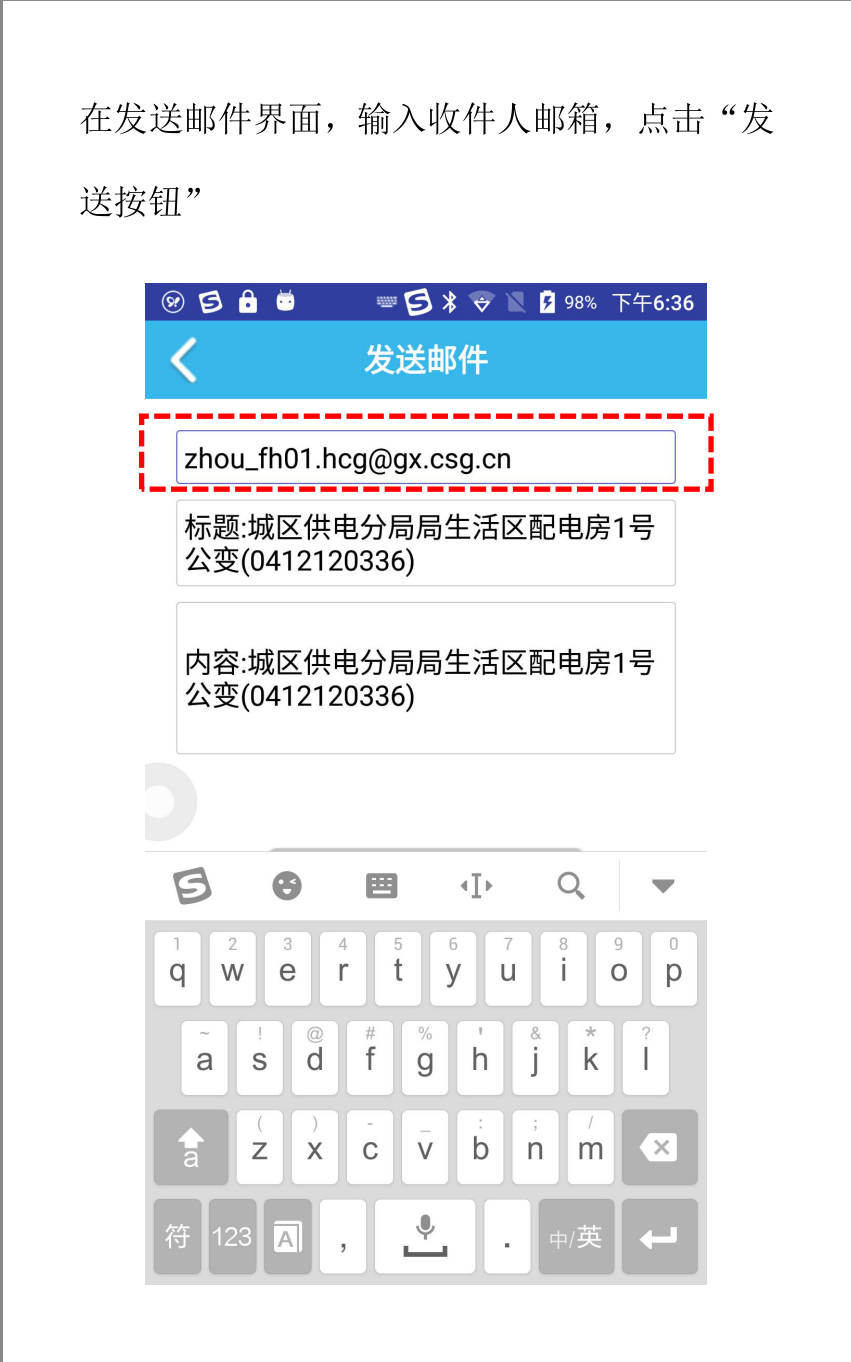 在发送邮件界面，输入收件人邮箱，点击“发
送按钮”
98% 下午6:36
发送邮件
zhou_fh01.hcg@gx.csg.cn
标题:城区供电分局局生活区配电房1号
公变(0412120336)
内容:城区供电分局局生活区配电房1号
公变(0412120336)
1 2 3 4 5 6 7 8 9 0
q w e r t y u i o p
~ ! @ # % ' & * ?
a s d f g h j k l
( ) - _ : ; /
a z x c v b n m
符 123 A , . 中/英